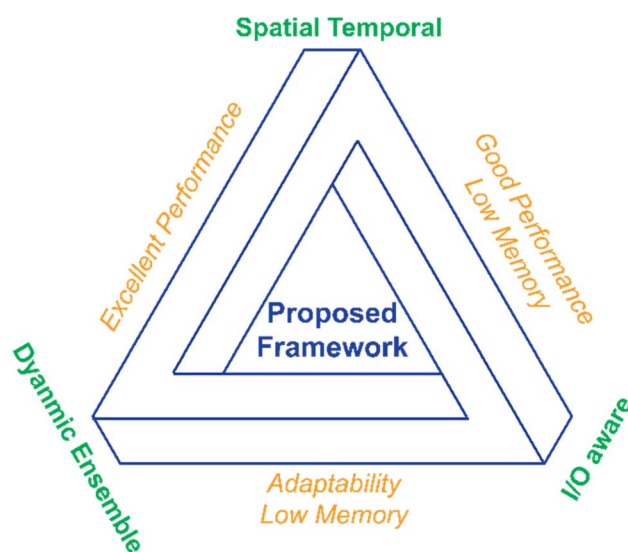 Spatial Temporal
Excellent Performance
Good Performance
Low Memory
Proposed
Framework
Dyanmic Ensemble
I/O aware
Adaptability
Low Memory